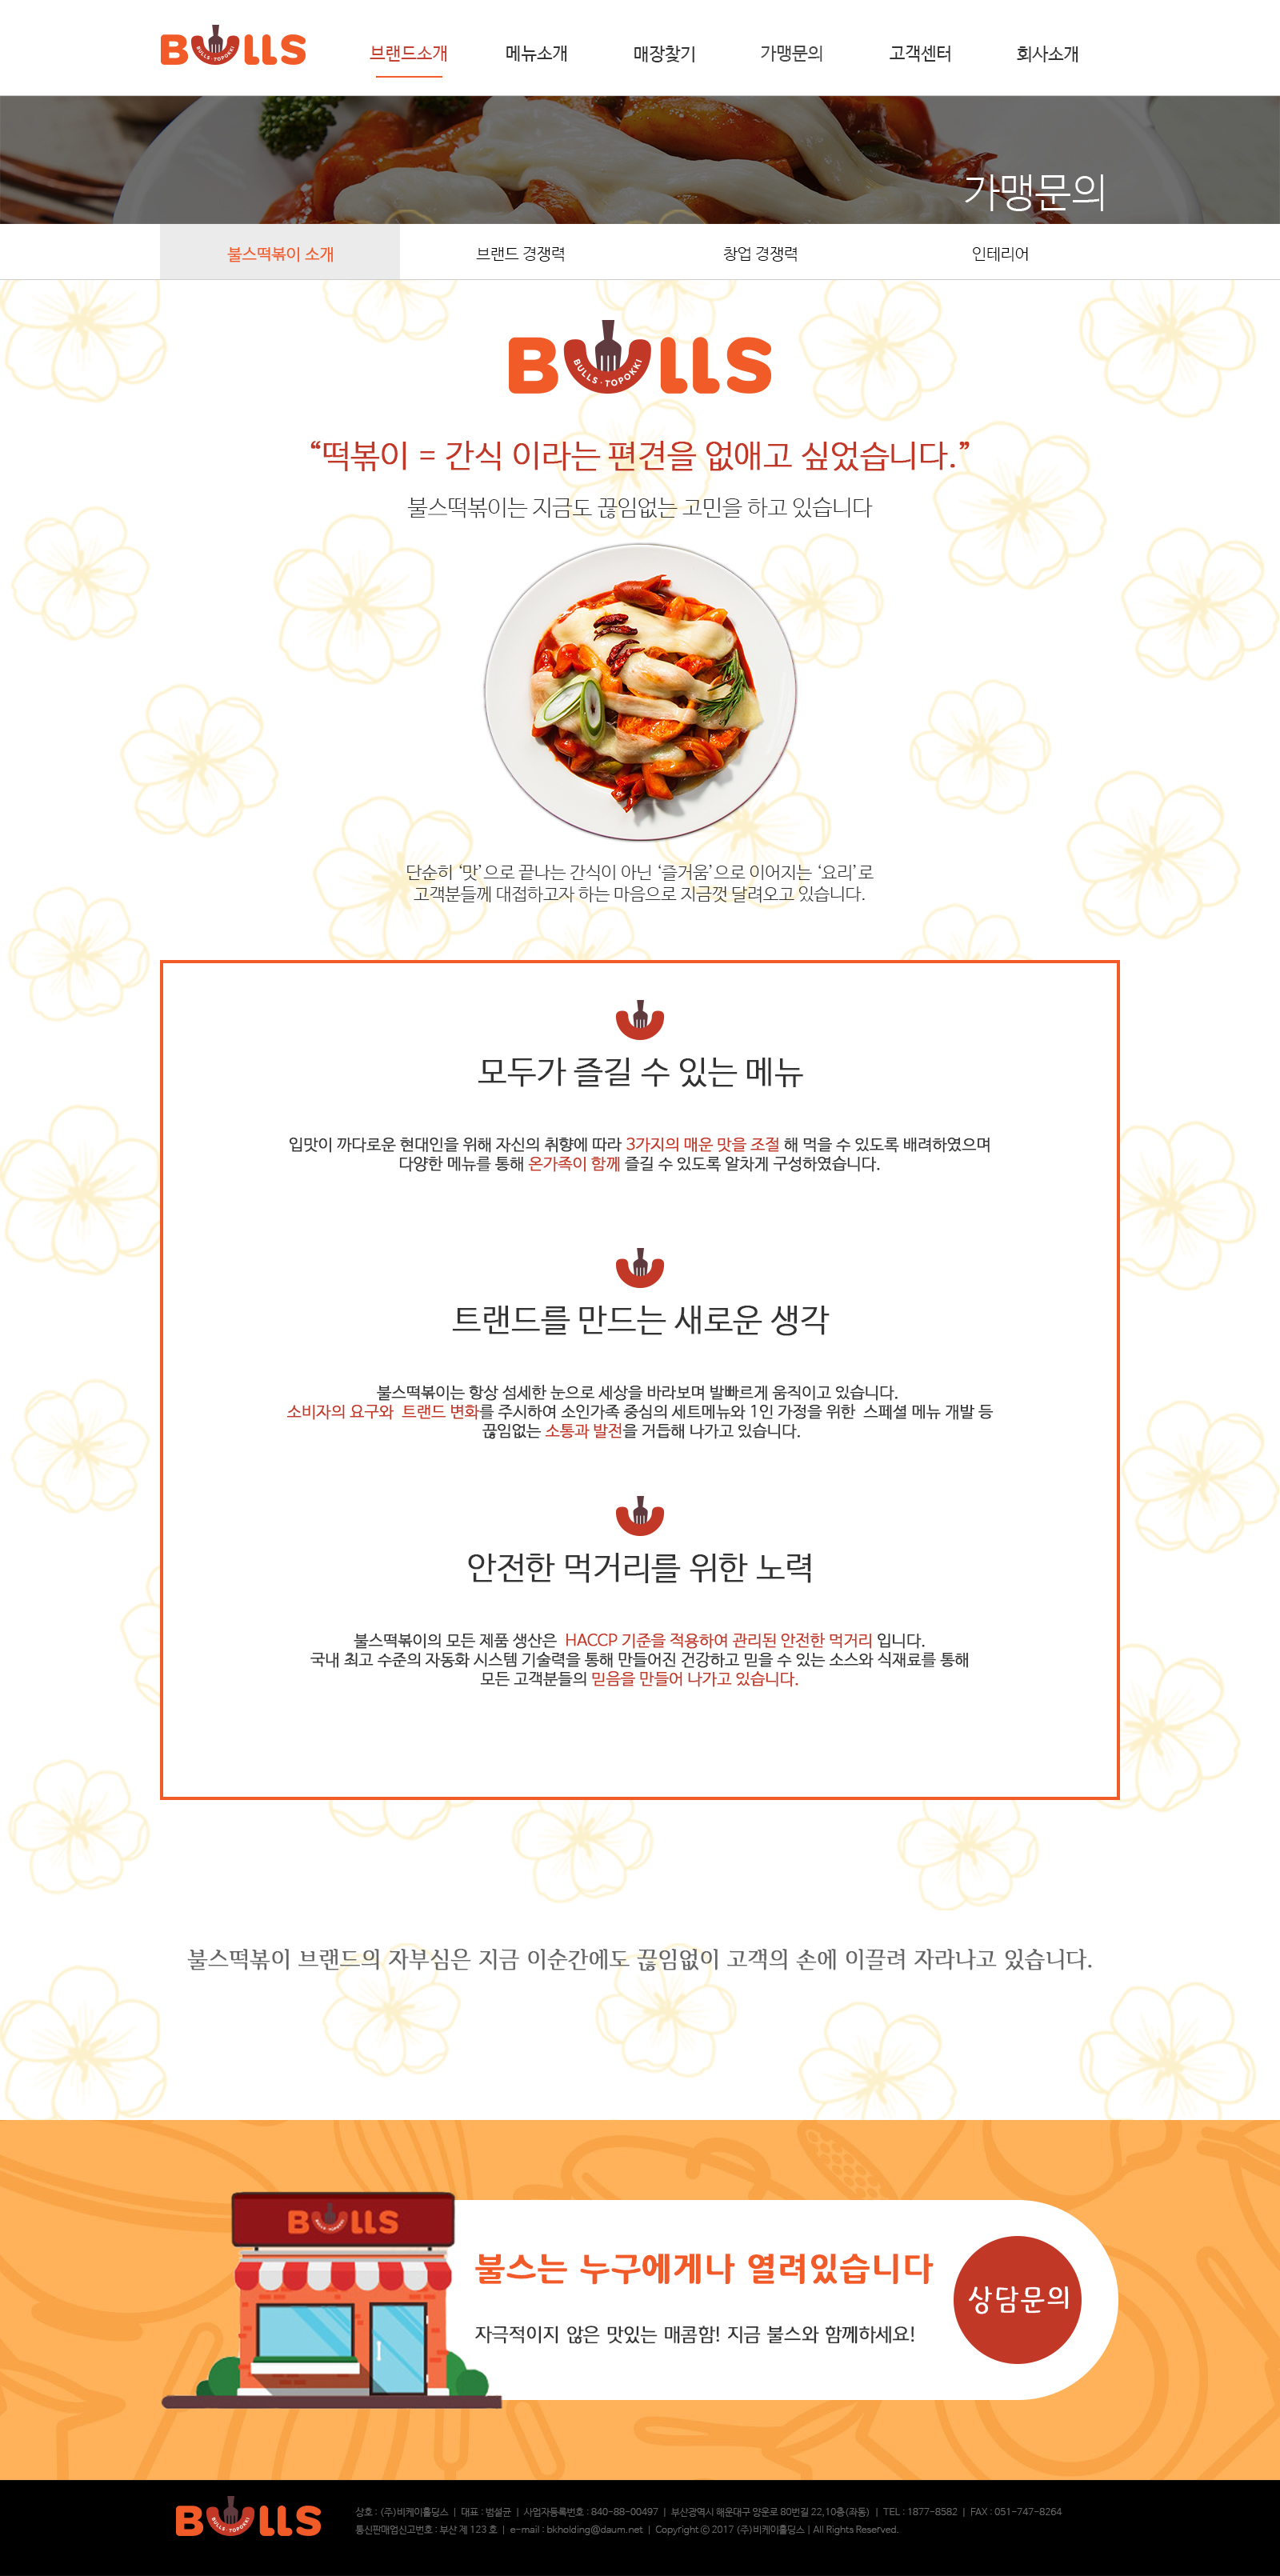 BULLS
BULLS · TOPOKKI
브랜드소개 메뉴소개 매장찾기 가맹문의 고객센터 회사소개
가맹문의
불스떡볶이 소개 브랜드 경쟁력 창업 경쟁력 인테리어
BULLS
BULLS · TOPOKKI
“떡볶이 = 간식 이라는 편견을 없애고 싶었습니다.”
불스떡볶이는 지금도 끊임없는 고민을 하고 있습니다
단순히 ‘맛’으로 끝나는 간식이 아닌 ‘즐거움’으로 이어지는 ‘요리’로
고객분들께 대접하고자 하는 마음으로 지금껏 달려오고 있습니다.
모두가 즐길 수 있는 메뉴
입맛이 까다로운 현대인을 위해 자신의 취향에 따라 3가지의 매운 맛을 조절 해 먹을 수 있도록 배려하였으며
다양한 메뉴를 통해 온가족이 함께 즐길 수 있도록 알차게 구성하였습니다.
트랜드를 만드는 새로운 생각
불스떡볶이는 항상 섬세한 눈으로 세상을 바라보며 발빠르게 움직이고 있습니다.
소비자의 요구와 트랜드 변화를 주시하여 소인가족 중심의 세트메뉴와 1인 가정을 위한 스페셜 메뉴 개발 등
끊임없는 소통과 발전을 거듭해 나가고 있습니다.
안전한 먹거리를 위한 노력
불스떡볶이의 모든 제품 생산은 HACCP 기준을 적용하여 관리된 안전한 먹거리 입니다.
국내 최고 수준의 자동화 시스템 기술력을 통해 만들어진 건강하고 믿을 수 있는 소스와 식재료를 통해
모든 고객분들의 믿음을 만들어 나가고 있습니다.
불스떡볶이 브랜드의 자부심은 지금 이순간에도 끊임없이 고객의 손에 이끌려 자라나고 있습니다.
BULLS
BULLS · TOPOKKI
불스는 누구에게나 열려있습니다
자극적이지 않은 맛있는 매콤함! 지금 불스와 함께하세요!
상담문의
BULLS
BULLS · TOPOKKI
상호 : (주)비케이홀딩스 | 대표 : 범설균 | 사업자등록번호 : 840-88-00497 | 부산광역시 해운대구 양운로 80번길 22,10층(좌동) | TEL : 1877-8582 | FAX : 051-747-8264
통신판매업신고번호 : 부산 제 123 호 | e-mail : bkholding@daum.net | Copyright ⓒ 2017 (주)비케이홀딩스 | All Rights Reserved.